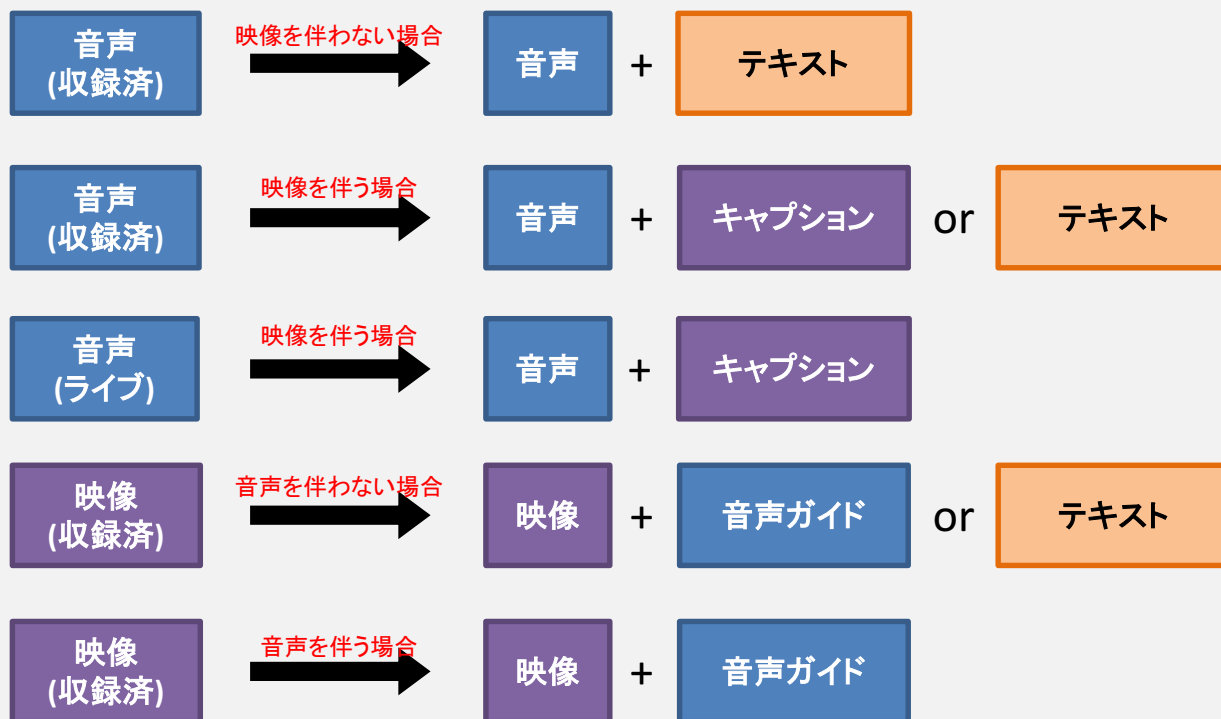 音声
(収録済)
映像を伴わない場合
音声
+
テキスト
音声
(収録済)
映像を伴う場合
音声
+
キャプション
or
テキスト
音声
(ライブ)
映像を伴う場合
音声
+
キャプション
映像
(収録済)
音声を伴わない場合
映像
+
音声ガイド
or
テキスト
映像
(収録済)
音声を伴う場合
映像
+
音声ガイド